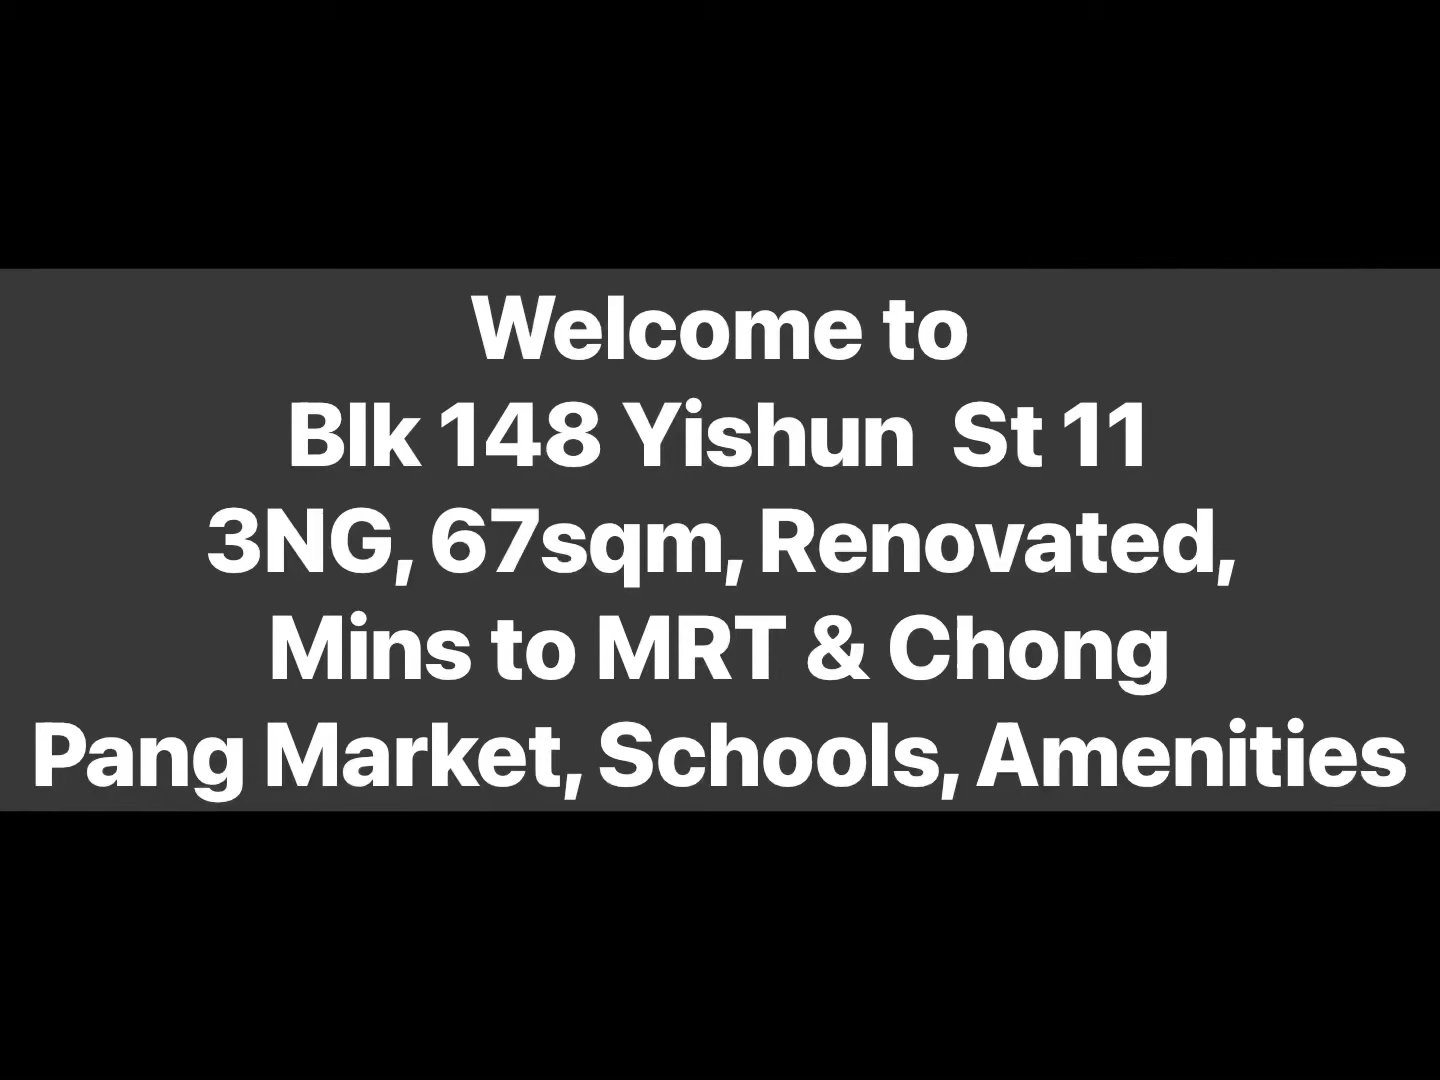 Welcome to
Blk 148 Yishun  St 11
3NG, 67sqm, Renovated,
Mins to MRT & Chong
Pang Market, Schools, Amenities